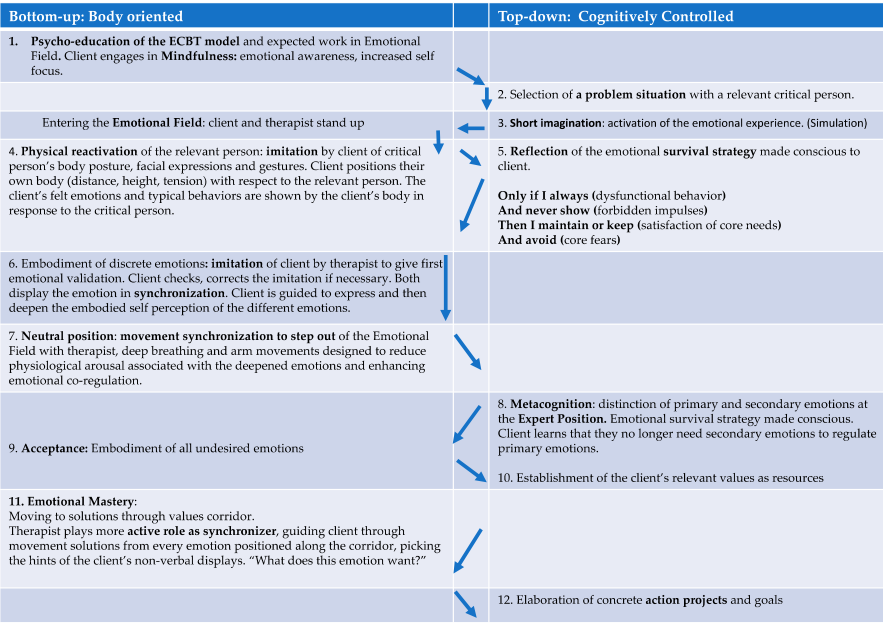 Bottom-up: Body oriented
Top-down: Cognitively Controlled
1. Psycho-education of the ECBT model and expected work in Emotional
Field. Client engages in Mindfulness: emotional awareness, increased self
focus.
2. Selection of a problem situation with a relevant critical person.
Entering the Emotional Field: client and therapist stand up
3. Short imagination: activation of the emotional experience. (Simulation)
4. Physical reactivation of the relevant person: imitation by client of critical
person's body posture, facial expressions and gestures. Client positions their
own body (distance, height, tension) with respect to the relevant person. The
client's felt emotions and typical behaviors are shown by the client's body in
response to the critical person.
5. Reflection of the emotional survival strategy made conscious to
client.
Only if I always (dysfunctional behavior)
And never show (forbidden impulses)
Then I maintain or keep (satisfaction of core needs)
And avoid (core fears)
6. Embodiment of discrete emotions: imitation of client by therapist to give first
emotional validation. Client checks, corrects the imitation if necessary. Both
display the emotion in synchronization. Client is guided to express and then
deepen the embodied self perception of the different emotions.
7. Neutral position: movement synchronization to step out of the Emotional
Field with therapist, deep breathing and arm movements designed to reduce
physiological arousal associated with the deepened emotions and enhancing
emotional co-regulation.
8. Metacognition: distinction of primary and secondary emotions at
the Expert Position. Emotional survival strategy made conscious.
Client learns that they no longer need secondary emotions to regulate
primary emotions.
9. Acceptance: Embodiment of all undesired emotions
10. Establishment of the client's relevant values as resources
11. Emotional Mastery:
Moving to solutions through values corridor.
Therapist plays more active role as synchronizer, guiding client through
movement solutions from every emotion positioned along the corridor, picking
the hints of the client's non-verbal displays. "What does this emotion want?"
12. Elaboration of concrete action projects and goals